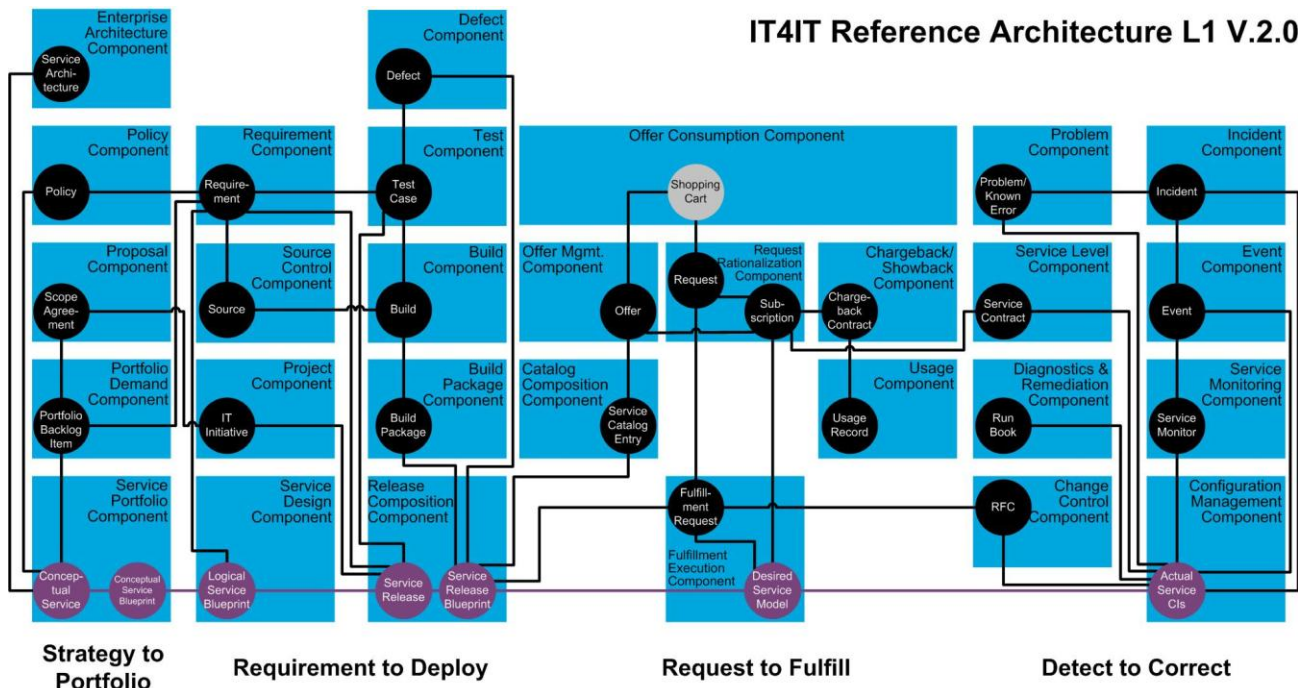 IT4IT Reference Architecture L1 V.2.0
Enterprise
Architecture
Component
Service
Archi-
tecture
Defect
Component
Defect
Policy
Component
Policy
Requirement
Component
Require-
ment
Test
Component
Test
Case
Offer Consumption Component
Shopping
Cart
Problem
Component
Problem/
Known
Error
Incident
Component
Incident
Proposal
Component
Scope
Agree-
ment
Source
Control
Component
Source
Build
Component
Build
Offer Mgmt.
Component
Offer
Request
Rationalization
Component
Request
Sub-
scription
Chargeback/
Showback
Component
Charge-
back
Contract
Service Level
Component
Service
Contract
Event
Component
Event
Portfolio
Demand
Component
Portfolio
Backlog
Item
Project
Component
IT
Initiative
Build
Package
Component
Build
Package
Catalog
Composition
Component
Service
Catalog
Entry
Usage
Component
Usage
Record
Diagnostics &
Remediation
Component
Run
Book
Service
Monitoring
Component
Service
Monitor
Service
Portfolio
Component
Concep-
tual
Service
Conceptual
Service
Blueprint
Service
Design
Component
Logical
Service
Blueprint
Release
Composition
Component
Service
Release
Service
Release
Blueprint
Fulfill-
ment
Request
Fulfillment
Execution
Component
Desired
Service
Model
Change
Control
Component
RFC
Configuration
Management
Component
Actual
Service
CIs
Strategy to
Portfolio
Requirement to Deploy
Request to Fulfill
Detect to Correct